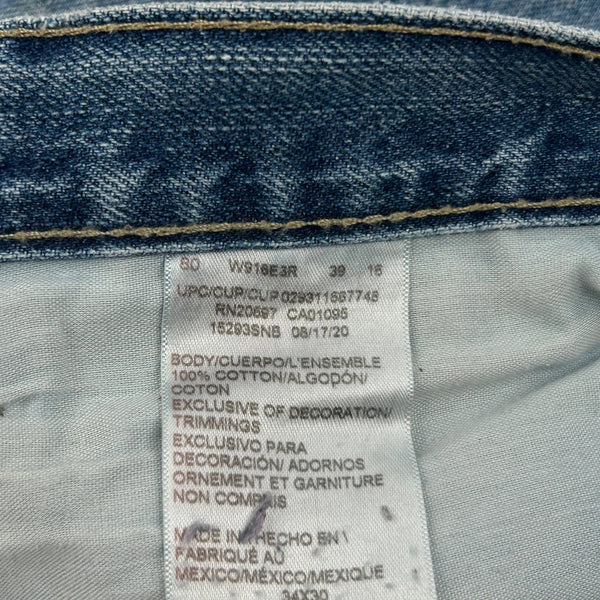 80 W916E3R 39 16
UPC/CUP/CUP 029311667748
RN20697 CA01095
15293SNB 08/17/20
BODY/CUERPO/L'ENSEMBLE
100% COTTON/ALGODÓN/
COTON
EXCLUSIVE OF DECORATION/
TRIMMINGS
EXCLUSIVO PARA
DECORACIÓN/ ADORNOS
ORNEMENT ET GARNITURE
NON COMPRIS
MADE IN HECHO EN\
FABRIQUÉ AU
MEXICO/MÉXICO/MEXIQUE
34X30